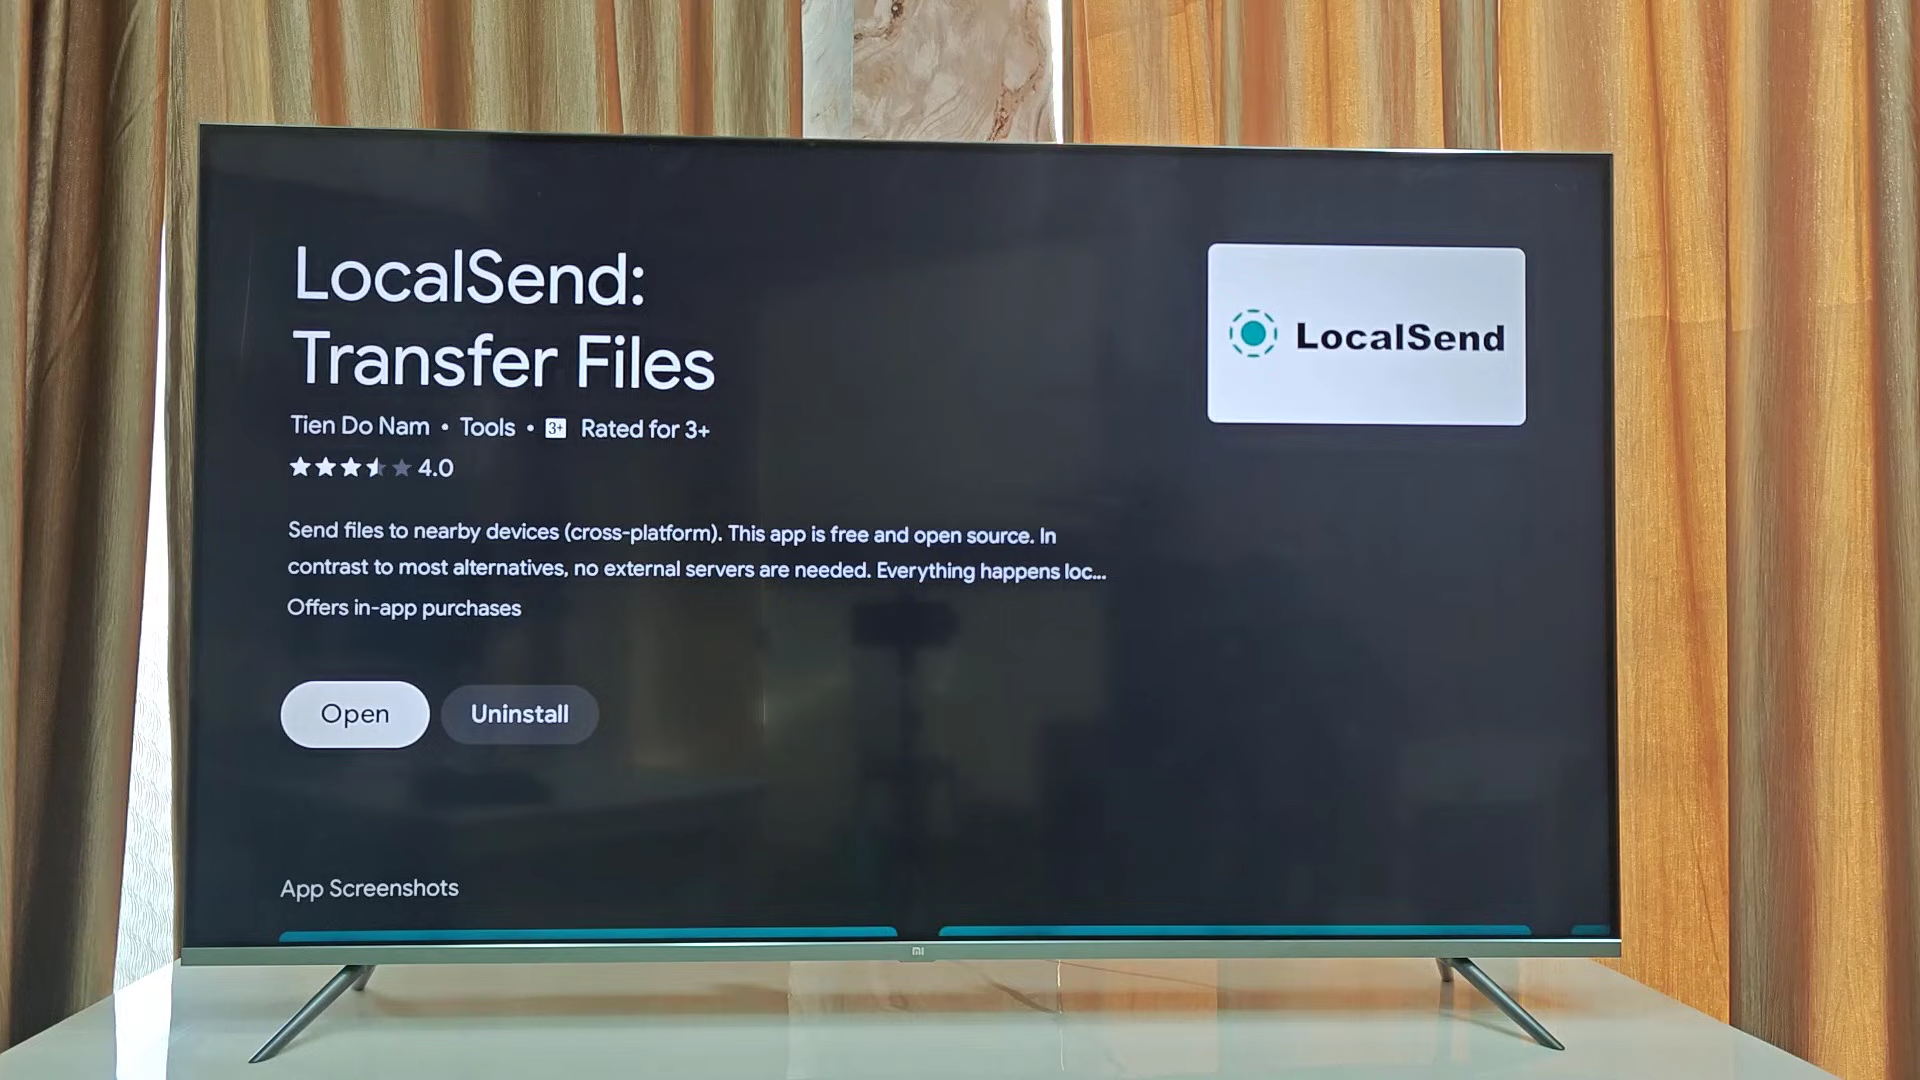 LocalSend:
Transfer Files
LocalSend
Tien Do Nam • Tools • 3+ Rated for 3+
4.0
Send files to nearby devices (cross-platform). This app is free and open source. In
contrast to most alternatives, no external servers are needed. Everything happens loc...
Offers in-app purchases
Open
Uninstall
App Screenshots
mi